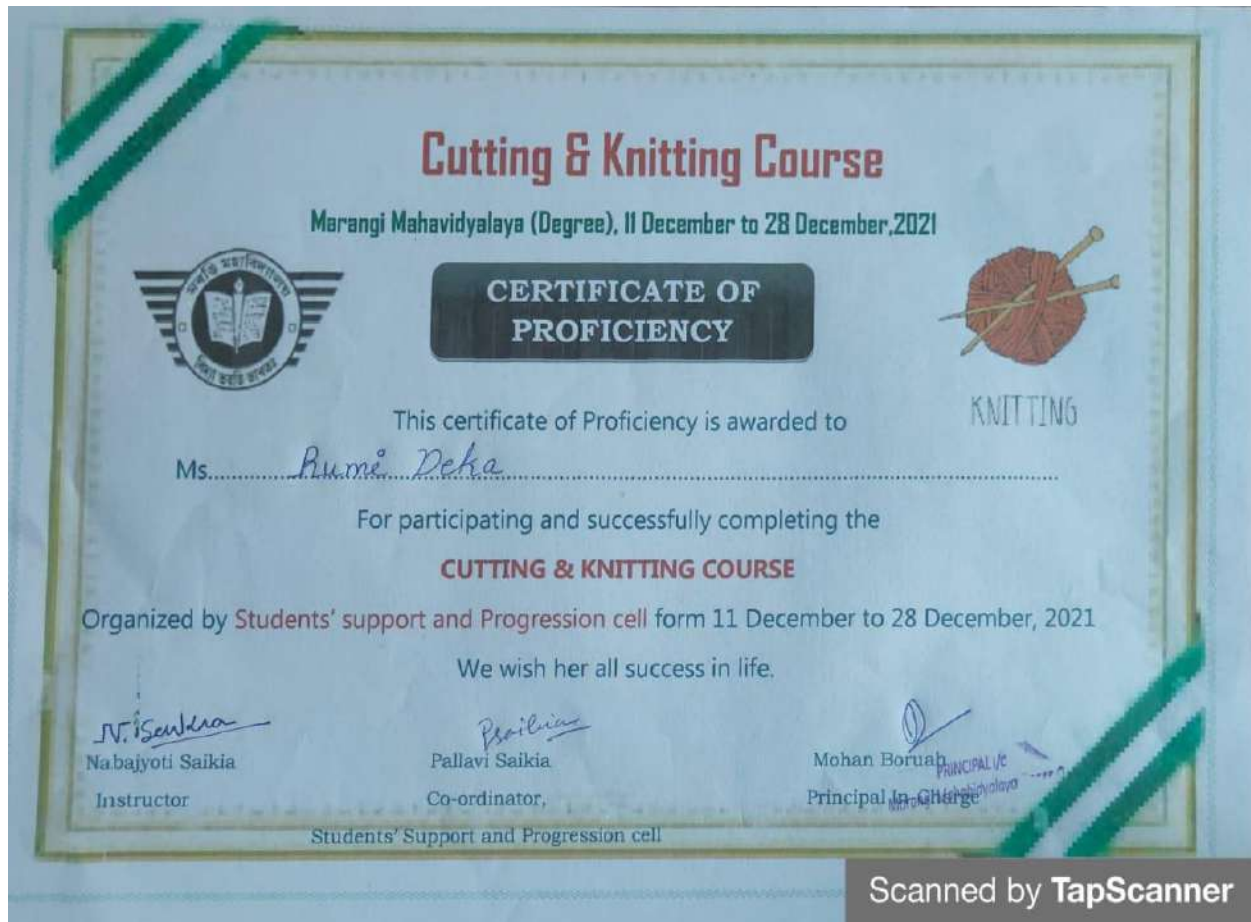 Cutting & Knitting Course
Marangi Mahavidyalaya (Degree), 11 December to 28 December,2021
CERTIFICATE OF
PROFICIENCY
KNITTING
This certificate of Proficiency is awarded to
Ms. Rumi Deka
For participating and successfully completing the
CUTTING & KNITTING COURSE
Organized by Students' support and Progression cell form 11 December to 28 December, 2021
We wish her all success in life.
Nabajyoti Saikia
Pallavi Saikia
Mohan Boruah
PRINCIPAL i/c
Instructor
Co-ordinator,
Principal In-Charge
Students' Support and Progression cell
Scanned by TapScanner